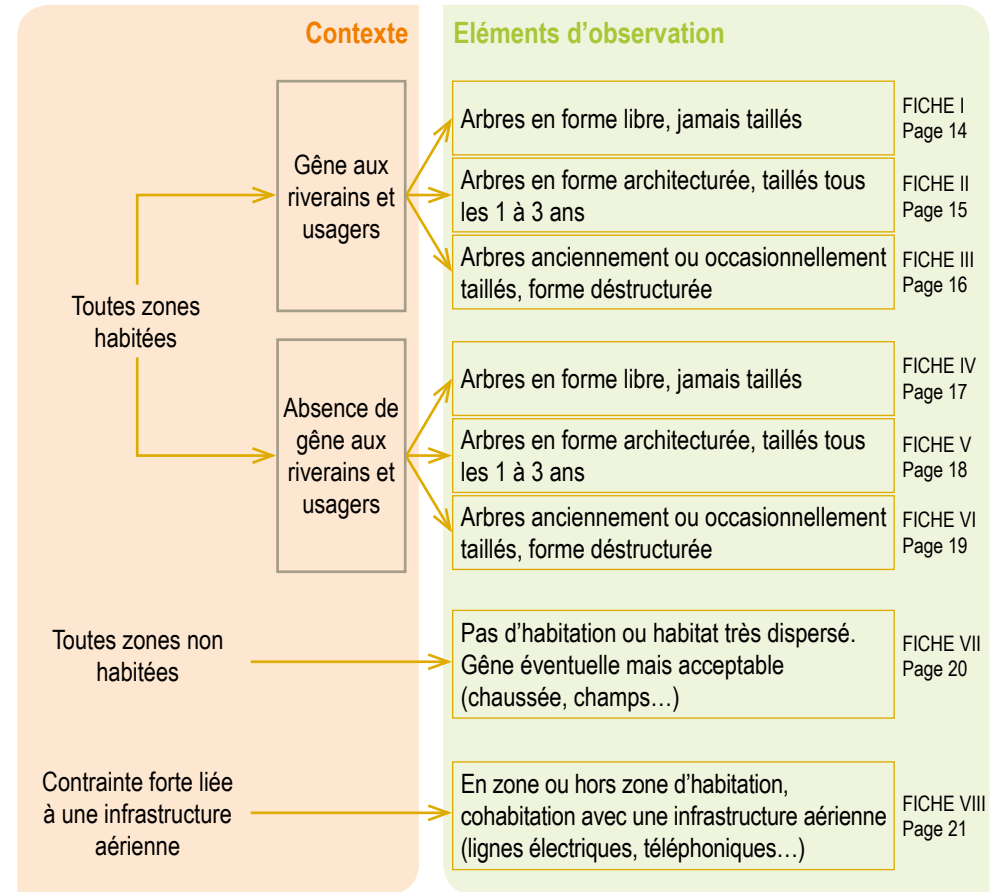 Contexte
Eléments d’observation
Toutes zones
habitées
Gêne aux
riverains et
usagers
Arbres en forme libre, jamais taillés
FICHE I
Page 14
Arbres en forme architecturée, taillés tous
les 1 à 3 ans
FICHE II
Page 15
Arbres anciennement ou occasionnellement
taillés, forme déstructurée
FICHE III
Page 16
Absence de
gêne aux
riverains et
usagers
Arbres en forme libre, jamais taillés
FICHE IV
Page 17
Arbres en forme architecturée, taillés tous
les 1 à 3 ans
FICHE V
Page 18
Arbres anciennement ou occasionnellement
taillés, forme déstructurée
FICHE VI
Page 19
Toutes zones non
habitées
Pas d’habitation ou habitat très dispersé.
Gêne éventuelle mais acceptable
(chaussée, champs…)
FICHE VII
Page 20
Contrainte forte liée
à une infrastructure
aérienne
En zone ou hors zone d’habitation,
cohabitation avec une infrastructure aérienne
(lignes électriques, téléphoniques…)
FICHE VIII
Page 21